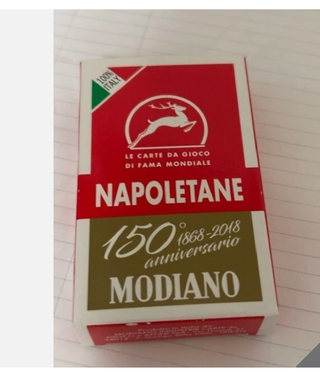 100%
ITALY
LE CARTE DA GIOCO
DI FAMA MONDIALE
NAPOLETANE
150° 1868-2018
anniversario
MODIANO